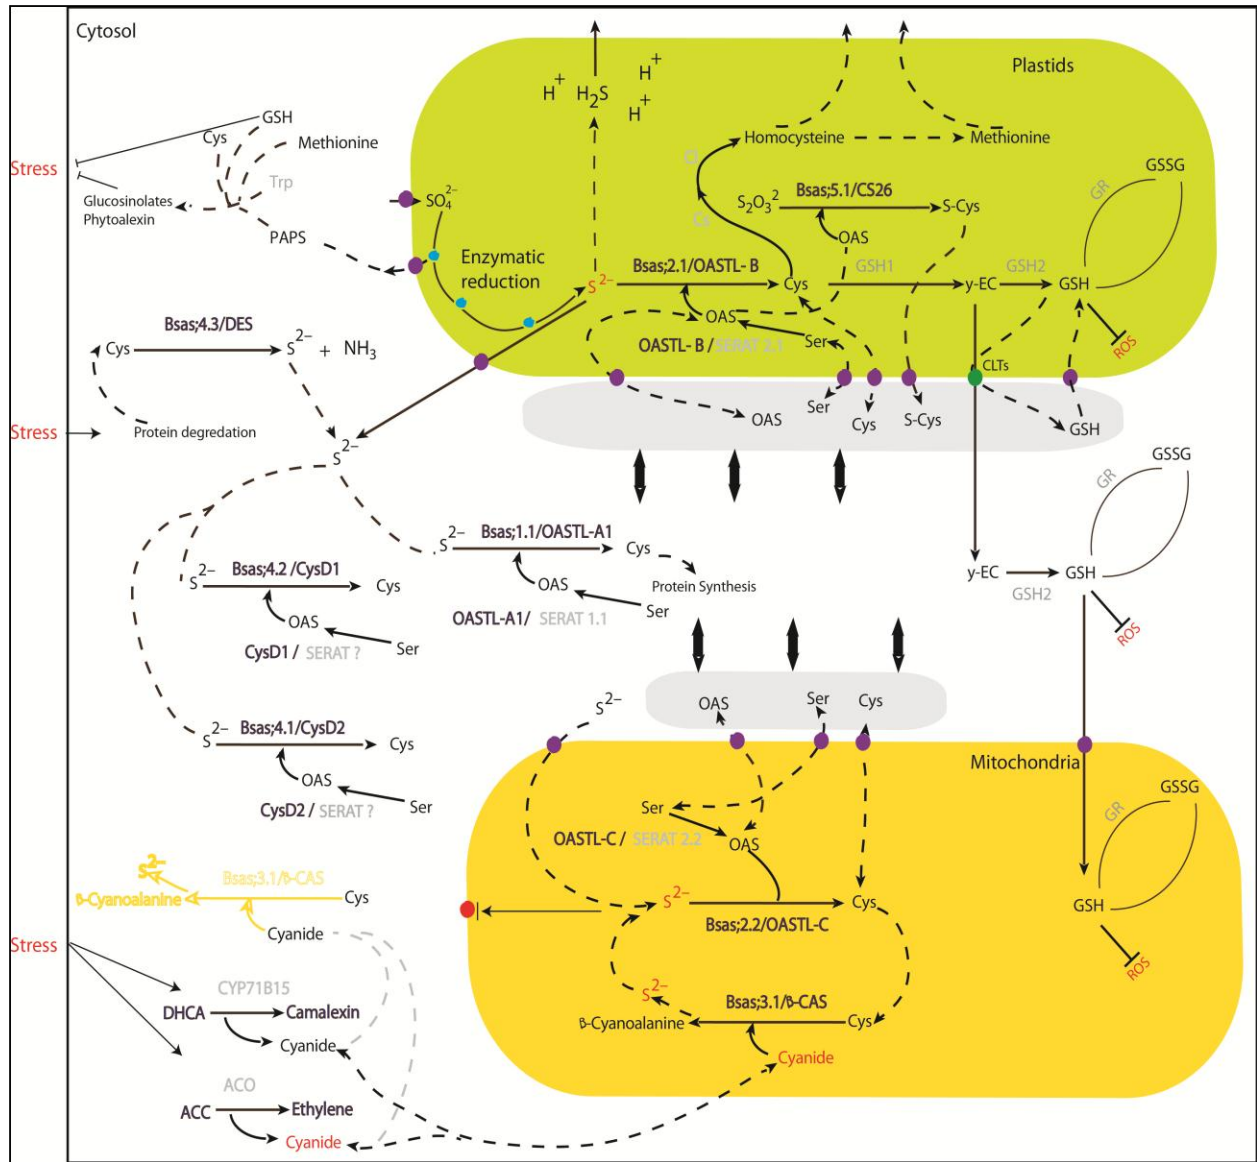 Cytosol
Plastids
H+
H2S
H+
H+
GSH
Cys
Methionine
Stress
Trp
Glucosinolates
Phytoalexin
PAPS
SO4 2–
Enzymatic
reduction
Homocysteine
Methionine
Cs
S2O3 2
Bsas;5.1/CS26
S-Cys
OAS
GR
GSSG
S2–
Bsas;2.1/OASTL- B
Cys
GSH1
y-EC
GSH2
GSH
OAS
Ser
OASTL- B / SERAT 2.1
ROS
Bsas;4.3/DES
Cys
S2–
+ NH3
CLTs
Stress
Protein degredation
OAS
Ser
Cys
S-Cys
GSH
S2–
GSSG
GR
S2–
Bsas;1.1/OASTL-A1
Cys
Protein Synthesis
OAS
Ser
OASTL-A1/ SERAT 1.1
S2–
Bsas;4.2 /CysD1
Cys
OAS
Ser
CysD1 / SERAT ?
y-EC
GSH2
GSH
ROS
S2–
OAS
Ser
Cys
S2–
Bsas;4.1/CysD2
Cys
OAS
Ser
CysD2 / SERAT ?
Mitochondria
GSSG
GR
Ser
OASTL-C / SERAT 2.2
OAS
S2–
Bsas;3.1/β-CAS
β-Cyanoalanine
Cys
Cyanide
S2–
Bsas;2.2/OASTL-C
Cys
GSH
ROS
Stress
CYP71B15
DHCA
Camalexin
Cyanide
S2–
Bsas;3.1/β-CAS
β-Cyanoalanine
Cys
Cyanide
ACO
ACC
Ethylene
Cyanide